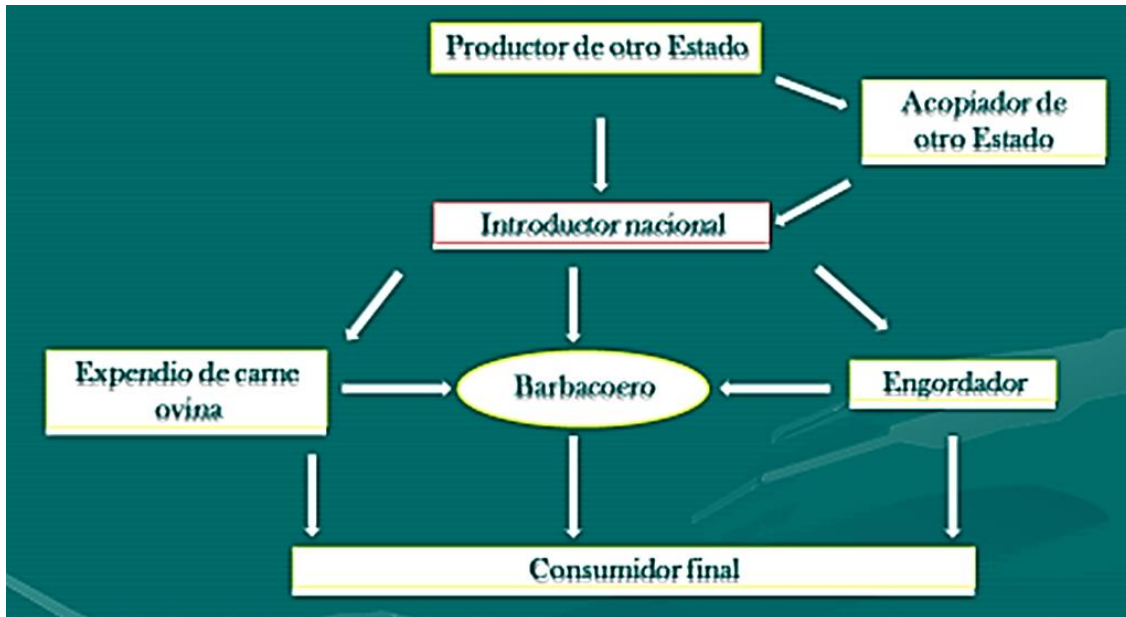 Productor de otro Estado
Acopiador de
otro Estado
Introductor nacional
Expendio de carne
ovina
Barbacoero
Engordador
Consumidor final